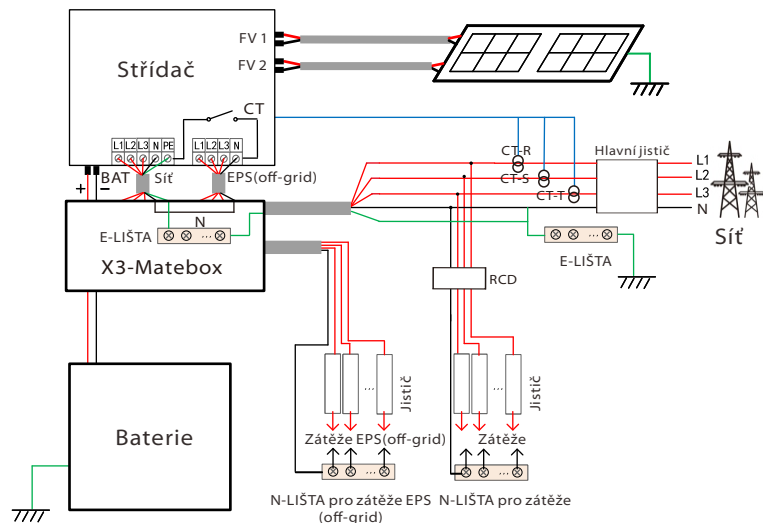 FV 1
FV 2
Střídač
CT
L1 L2 L3 N PE
L1 L2 L3 N
+ BAT –
Síť
EPS(off-grid)
CT-R
CT-S
CT-T
Hlavní jistič
L1
L2
L3
N
Síť
N
E-LIŠTA
...
X3-Matebox
...
E-LIŠTA
RCD
...
Jistič
...
Jistič
Zátěže EPS(off-grid)
Zátěže
...
...
N-LIŠTA pro zátěže EPS
(off-grid)
N-LIŠTA pro zátěže
Baterie